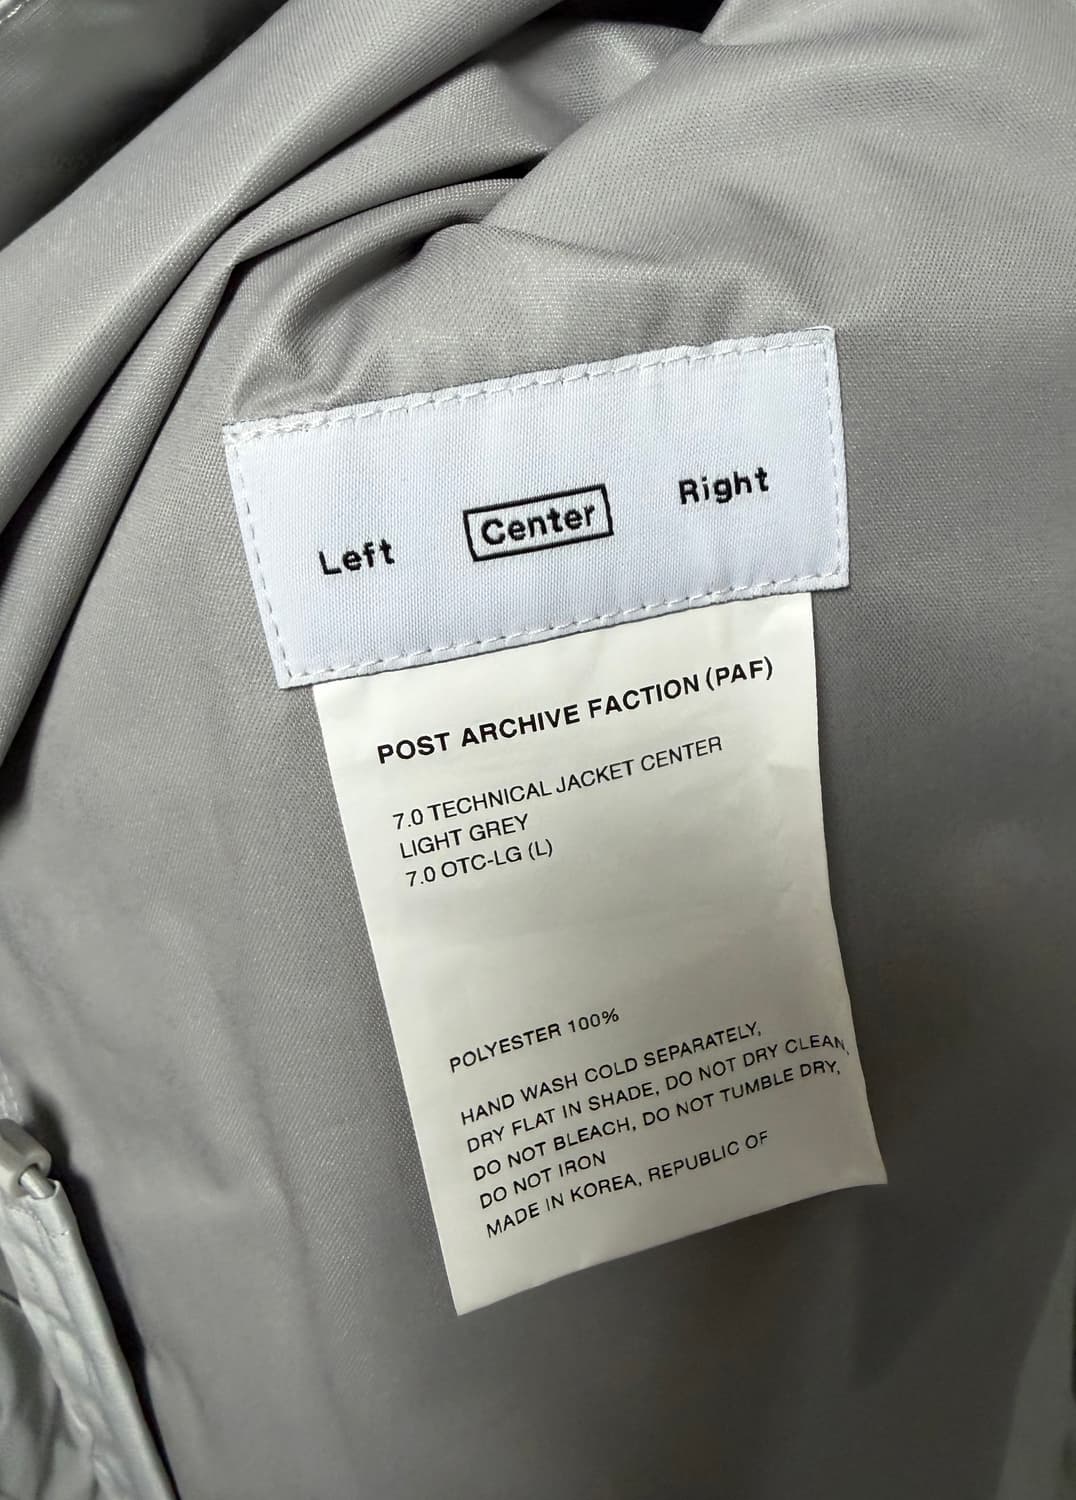 Left Center Right
POST ARCHIVE FACTION (PAF)
7.0 TECHNICAL JACKET CENTER
LIGHT GREY
7.0 OTC-LG (L)
POLYESTER 100%
HAND WASH COLD SEPARATELY,
DRY FLAT IN SHADE, DO NOT DRY CLEAN,
DO NOT BLEACH, DO NOT TUMBLE DRY,
DO NOT IRON
MADE IN KOREA, REPUBLIC OF